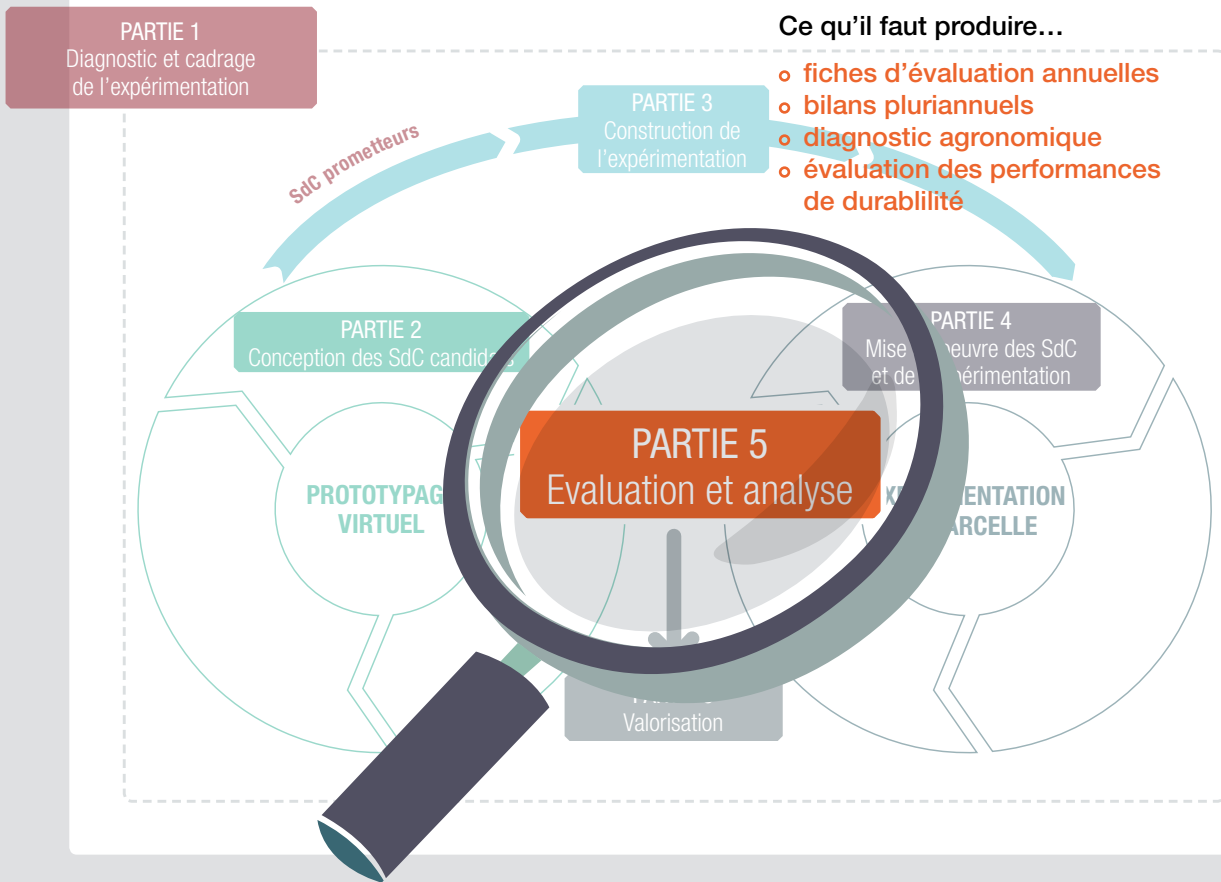 PARTIE 1
Diagnostic et cadrage
de l’expérimentation
Ce qu’il faut produire…
fiches d’évaluation annuelles
bilans pluriannuels
diagnostic agronomique
évaluation des performances
de durablilité
PARTIE 3
Construction de
l’expérimentation
SdC prometteurs
PARTIE 2
Conception des SdC
PARTIE 4
Mise des SdC
et de
PARTIE 5
Evaluation et analyse
VIRTUEL
Valorisation